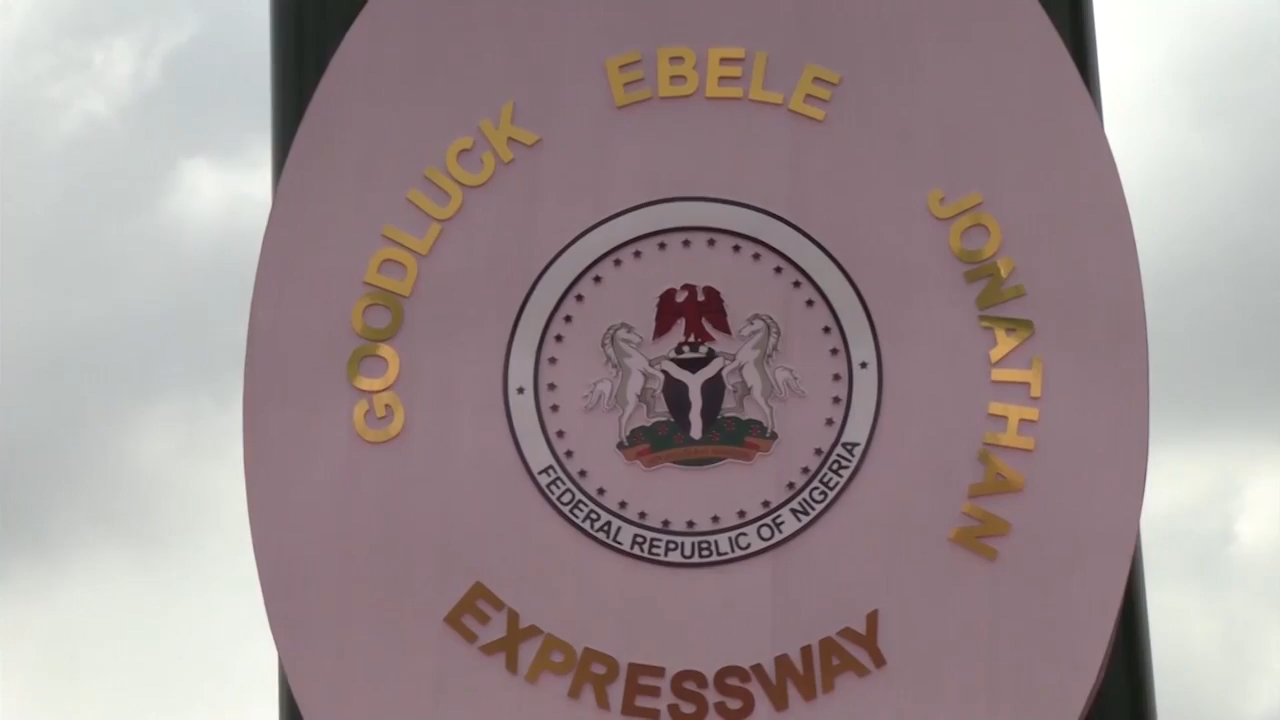 GOODLUCK EBELE JONATHAN
EXPRESSWAY
FEDERAL REPUBLIC OF NIGERIA